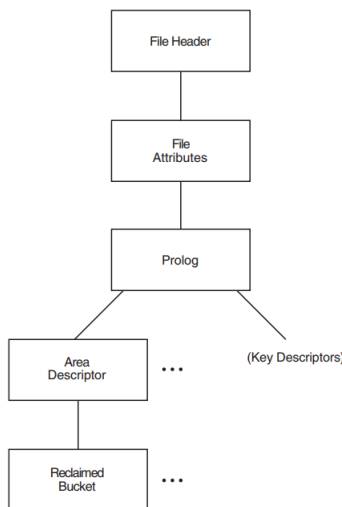 File Header
File
Attributes
Prolog
Area
Descriptor
...
(Key Descriptors)
Reclaimed
Bucket
...